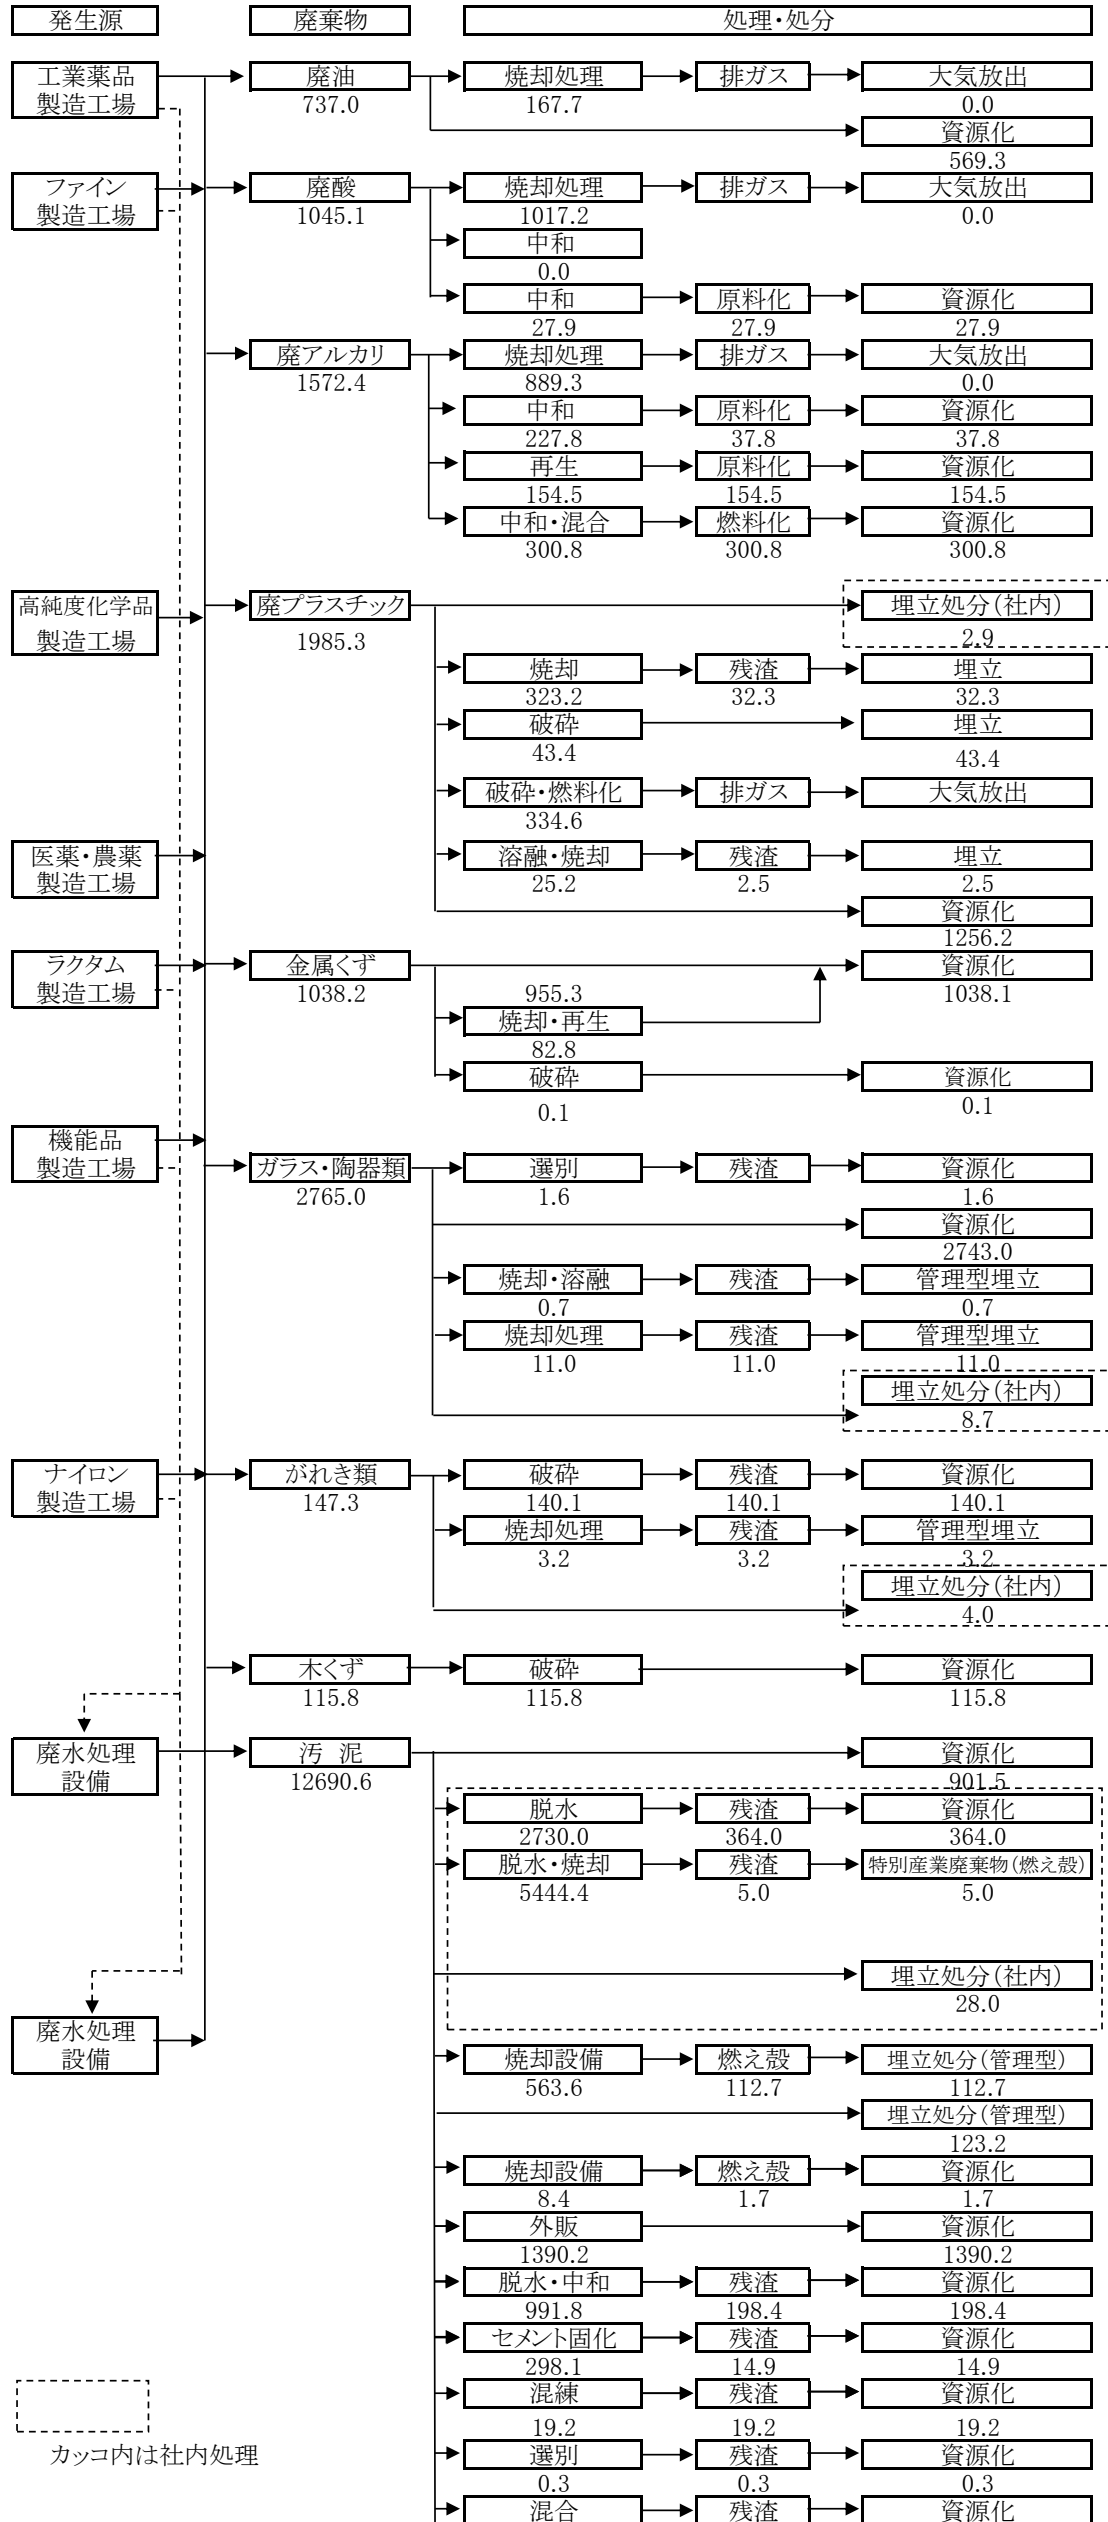 発生源 廃棄物 処理・処分
工業薬品 廃油 焼却処理 排ガス 大気放出
製造工場 737.0 167.7 0.0
資源化
569.3
ファイン 廃酸 焼却処理 排ガス 大気放出
製造工場 1045.1 1017.2 0.0
中和
0.0
中和 原料化 資源化
27.9 27.9 27.9
廃アルカリ 焼却処理 排ガス 大気放出
1572.4 889.3 0.0
中和 原料化 資源化
227.8 37.8 37.8
再生 原料化 資源化
154.5 154.5 154.5
中和・混合 燃料化 資源化
300.8 300.8 300.8
高純度化学品 廃プラスチック 埋立処分(社内)
製造工場 1985.3 2.9
焼却 残渣 埋立
323.2 32.3 32.3
破砕 埋立
43.4 43.4
破砕・燃料化 排ガス 大気放出
334.6
医薬・農薬 溶融・焼却 残渣 埋立
製造工場 25.2 2.5 2.5
資源化
1256.2
ラクタム 金属くず 資源化
製造工場 1038.2 955.3 1038.1
焼却・再生
82.8
破砕 資源化
0.1 0.1
機能品
製造工場 ガラス・陶器類 選別 残渣 資源化
2765.0 1.6 1.6
資源化
2743.0
焼却・溶融 残渣 管理型埋立
0.7 0.7
焼却処理 残渣 管理型埋立
11.0 11.0 11.0
埋立処分(社内)
8.7
ナイロン がれき類 破砕 残渣 資源化
製造工場 147.3 140.1 140.1 140.1
焼却処理 残渣 管理型埋立
3.2 3.2 3.2
埋立処分(社内)
4.0
木くず 破砕 資源化
115.8 115.8 115.8
廃水処理 汚 泥 資源化
設備 12690.6 901.5
脱水 残渣 資源化
2730.0 364.0 364.0
脱水・焼却 残渣 特別産業廃棄物(燃え殻)
5444.4 5.0 5.0
埋立処分(社内)
28.0
廃水処理
設備 焼却設備 燃え殻 埋立処分(管理型)
563.6 112.7 112.7
埋立処分(管理型)
123.2
焼却設備 燃え殻 資源化
8.4 1.7 1.7
外販 資源化
1390.2 1390.2
脱水・中和 残渣 資源化
991.8 198.4 198.4
セメント固化 残渣 資源化
298.1 14.9 14.9
混練 残渣 資源化
19.2 19.2 19.2
カッコ内は社内処理 選別 残渣 資源化
0.3 0.3 0.3
混合 残渣 資源化